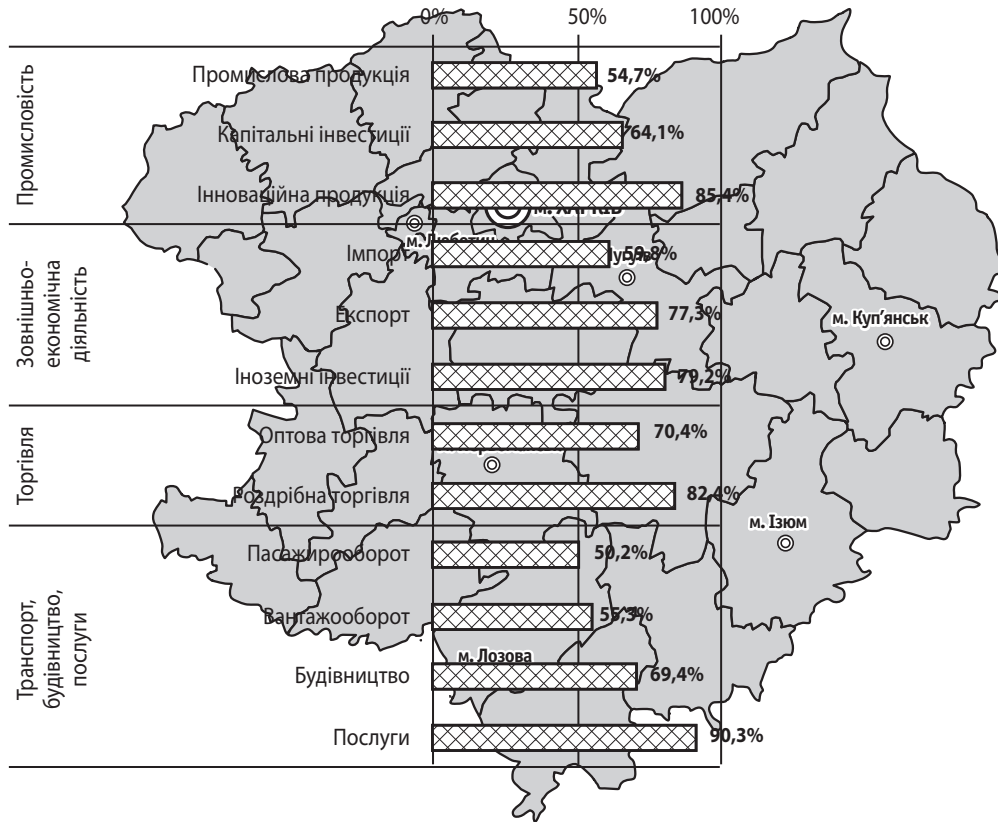 0% 50% 100%
Промисловість
Промислова продукція 54,7%
Капітальні інвестиції 64,1%
Інноваційна продукція 85,4%
м. ХАРКІВ
м. Люботин
Зовнішньо-
економічна
діяльність
Імпорт 59,8%
Експорт 77,3%
м. Куп’янськ
Іноземні інвестиції 79,2%
Торгівля
Оптова торгівля 70,4%
Роздрібна торгівля 82,4%
м. Ізюм
Транспорт,
будівництво,
послуги
Пасажирооборот 50,2%
Вантажооборот 55,3%
м. Лозова
Будівництво 69,4%
Послуги 90,3%